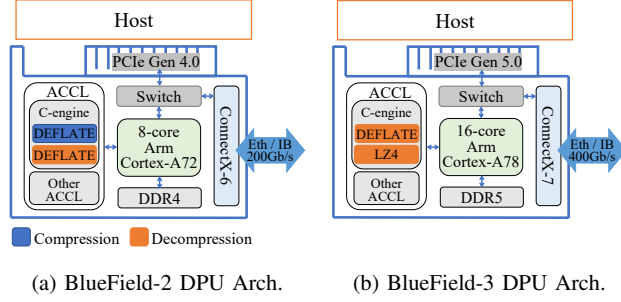 Host
PCIe Gen 4.0
ACCL
C-engine
DEFLATE
DEFLATE
Other
ACCL
Switch
8-core
Arm
Cortex-A72
DDR4
ConnectX-6
Eth / IB
200Gb/s
Host
PCIe Gen 5.0
ACCL
C-engine
DEFLATE
LZ4
Other
ACCL
Switch
16-core
Arm
Cortex-A78
DDR5
ConnectX-7
Eth / IB
400Gb/s
Compression
Decompression
(a) BlueField-2 DPU Arch.
(b) BlueField-3 DPU Arch.